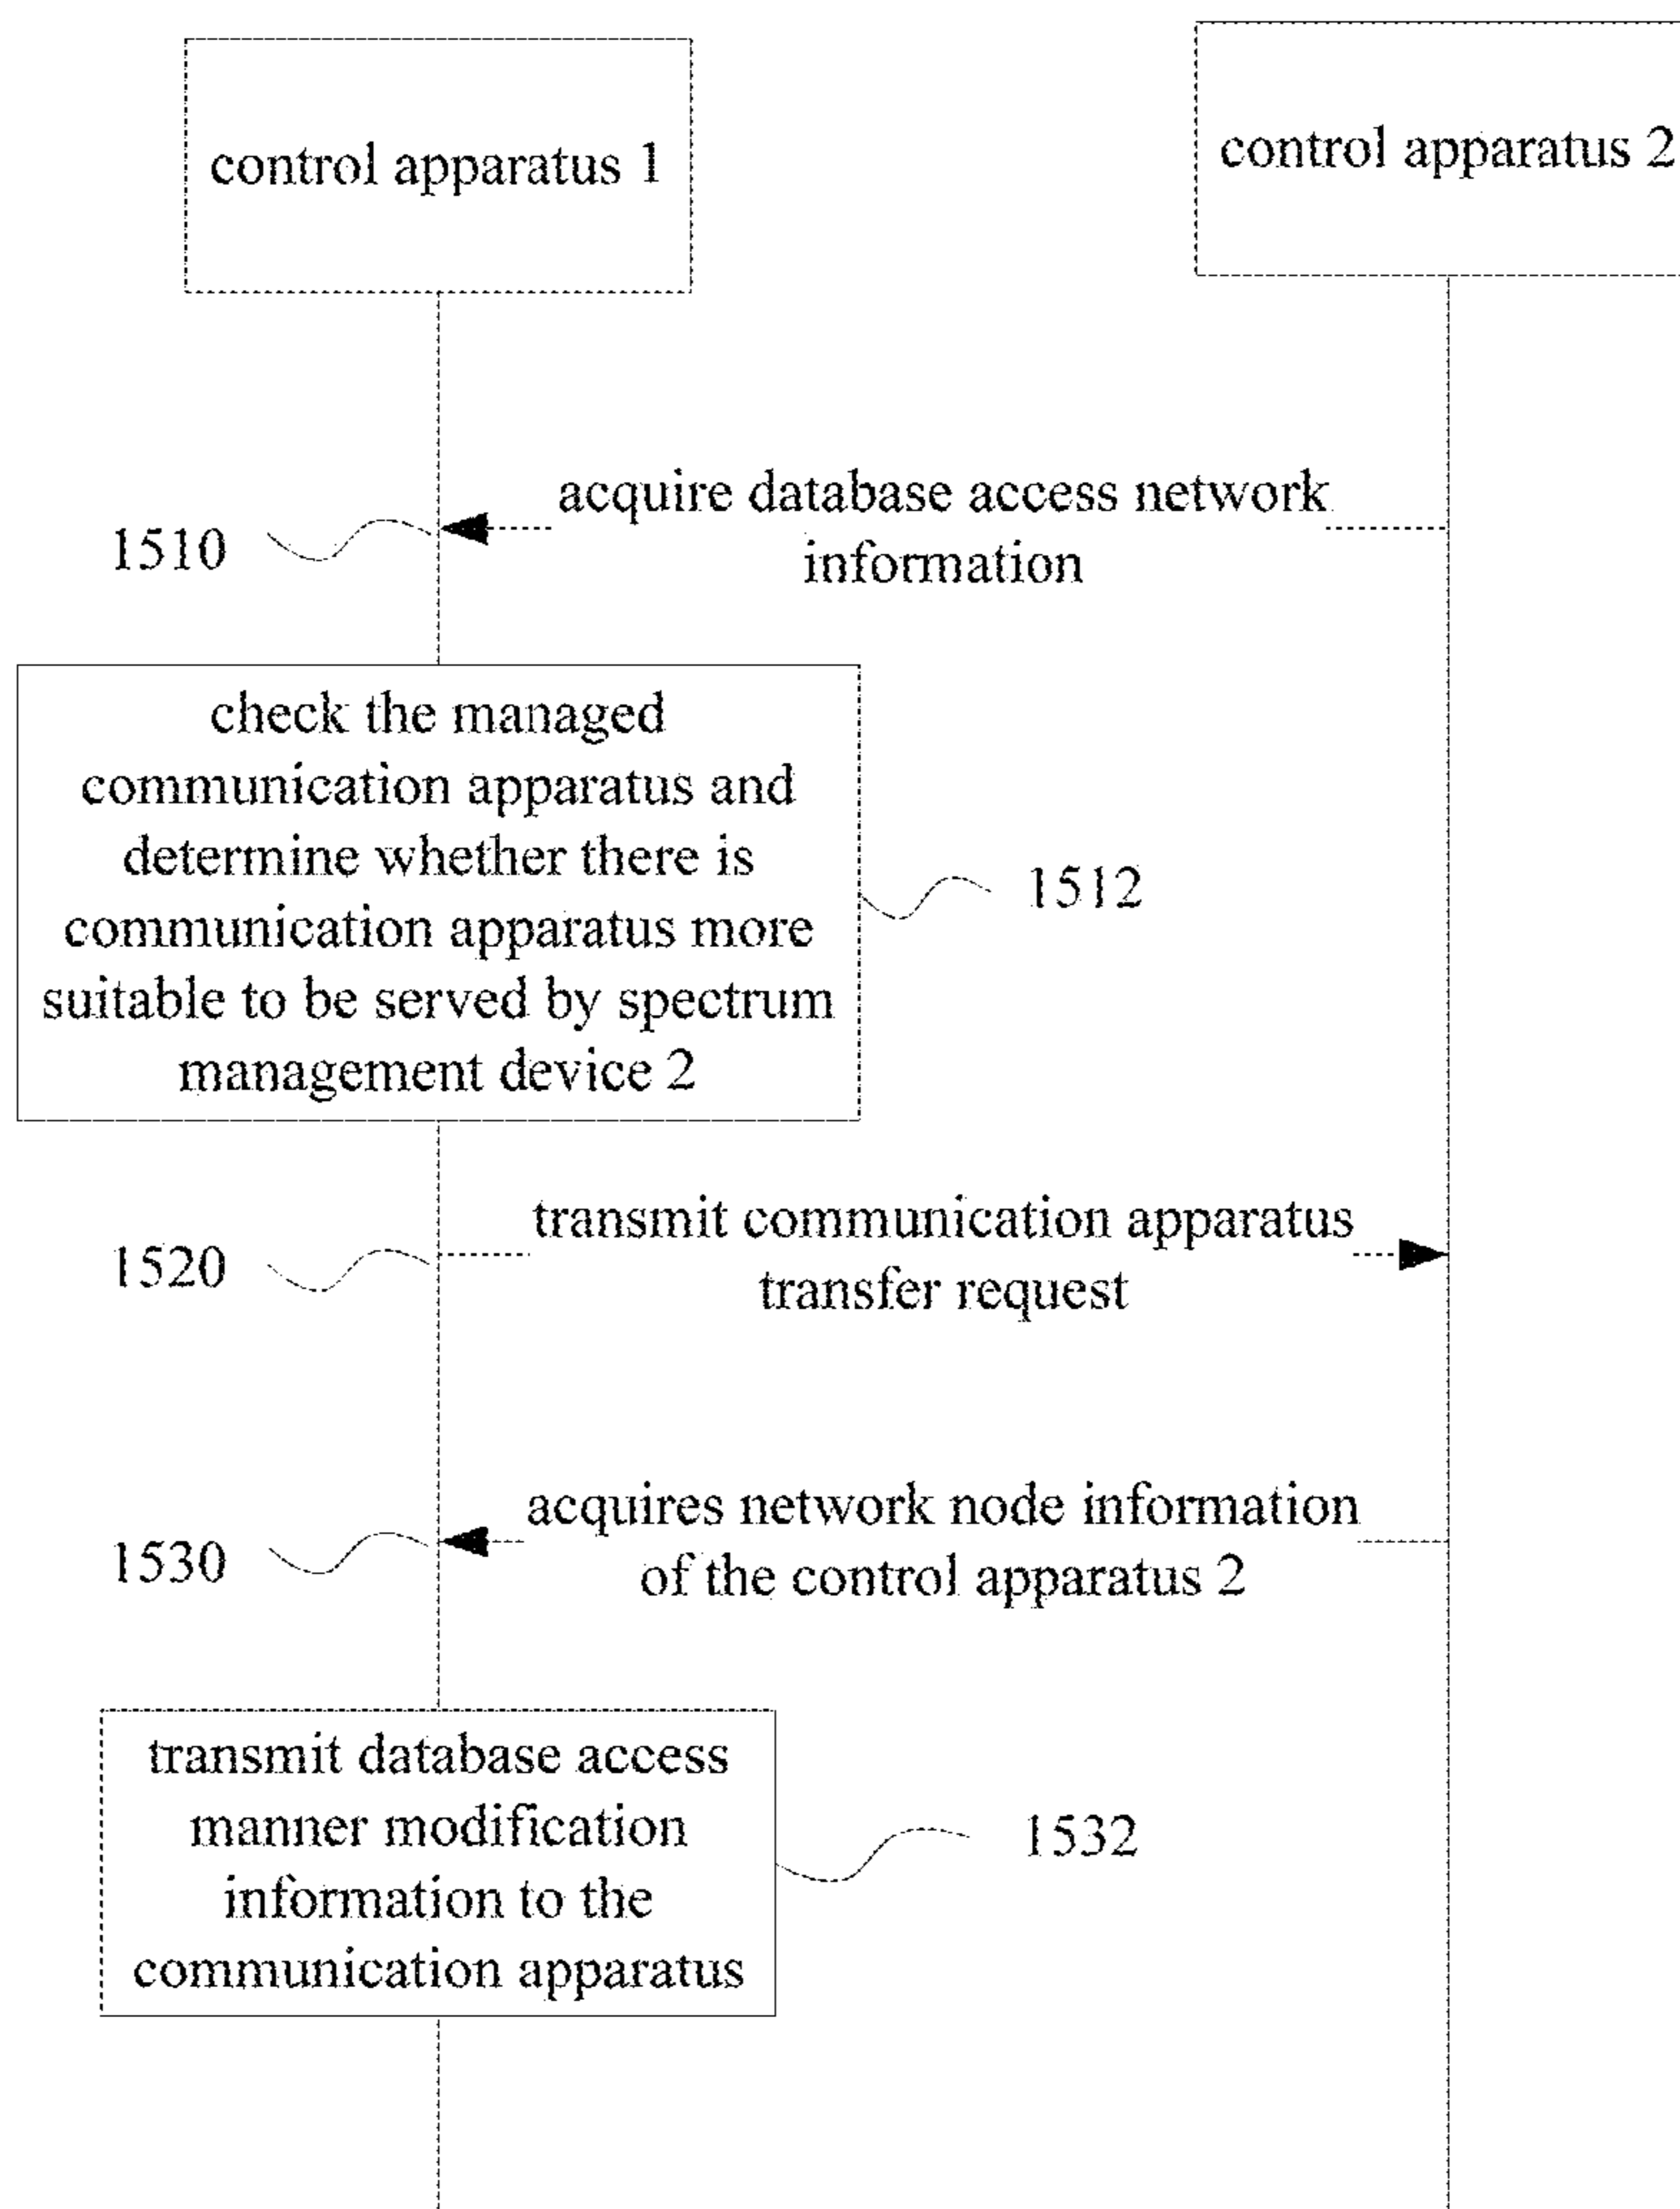 control apparatus 1
control apparatus 2
acquire database access network
information
1510
check the managed
communication apparatus and
determine whether there is
communication apparatus more
suitable to be served by spectrum
management device 2
1512
transmit communication apparatus
transfer request
1520
acquires network node information
of the control apparatus 2
1530
transmit database access
manner modification
information to the
communication apparatus
1532